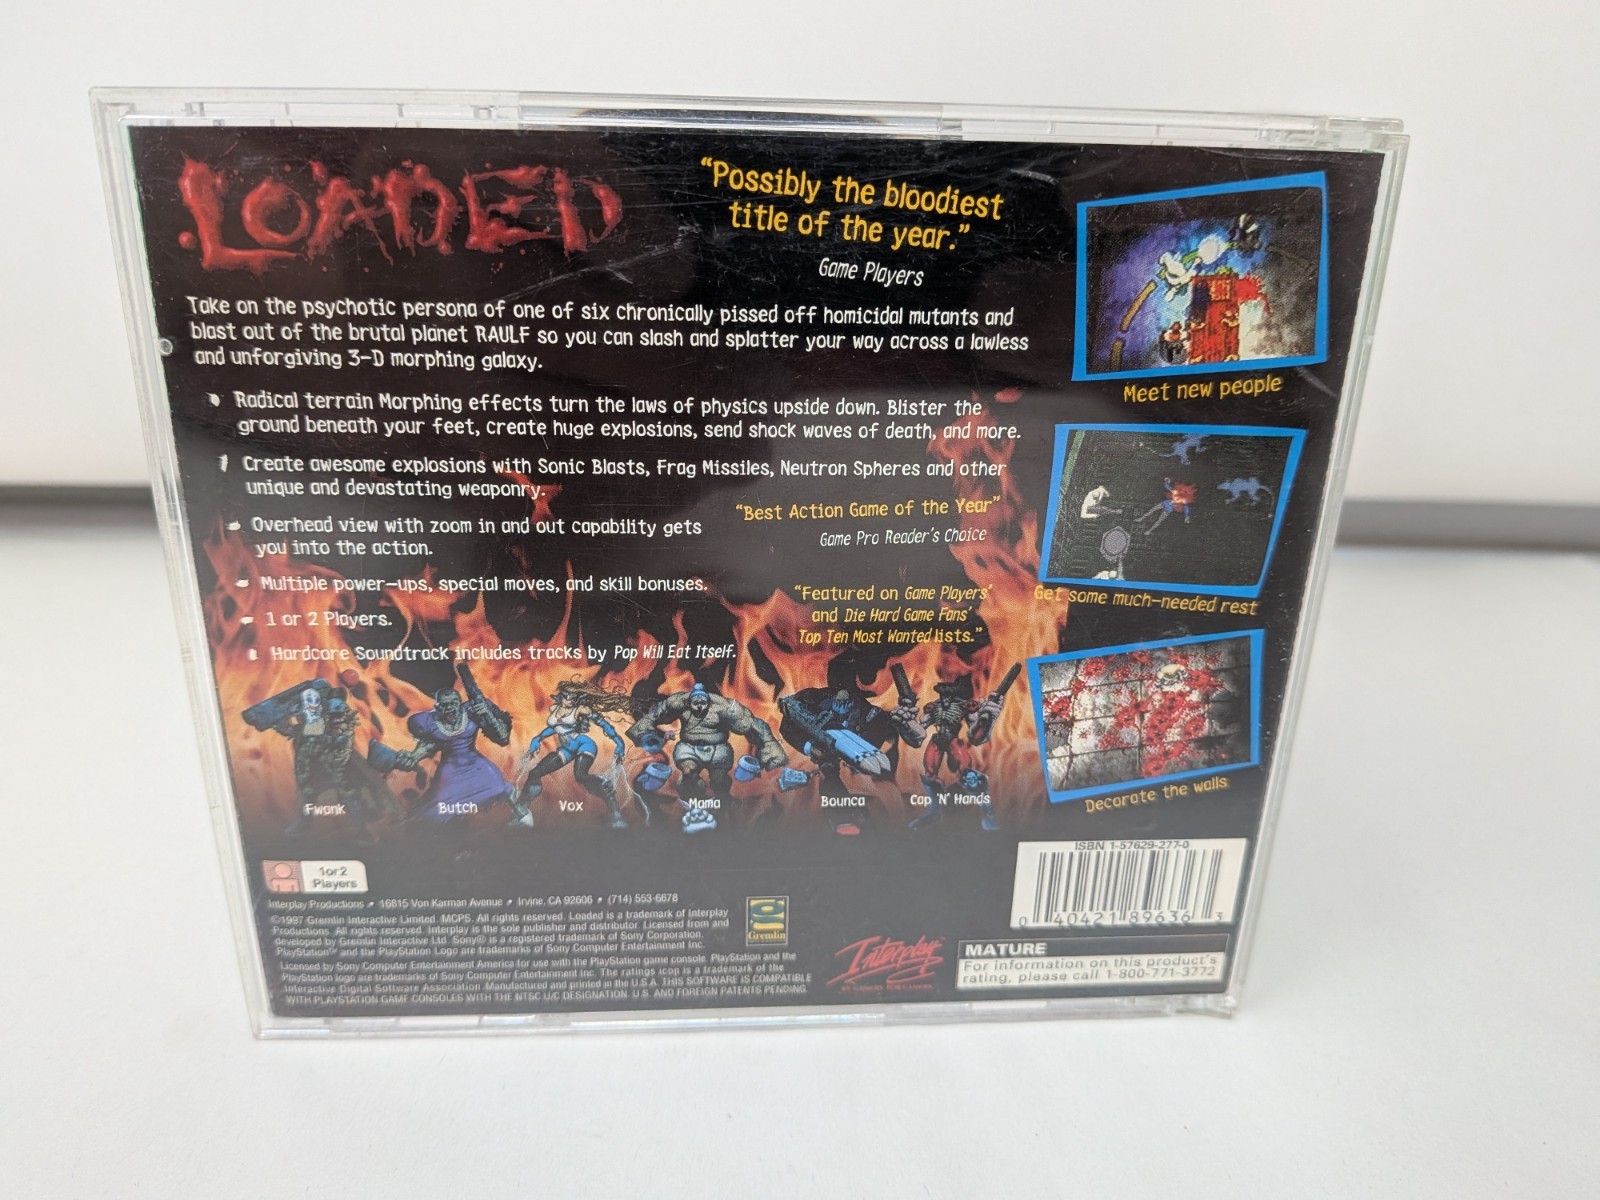 LOADED
"Possibly the bloodiest
title of the year."
Game Players
Take on the psychotic persona of one of six chronically pissed off homicidal mutants and
blast out of the brutal planet RAULF so you can slash and splatter your way across a lawless
and unforgiving 3-D morphing galaxy.
Radical terrain Morphing effects turn the laws of physics upside down. Blister the
ground beneath your feet, create huge explosions, send shock waves of death, and more.
Create awesome explosions with Sonic Blasts, Frag Missiles, Neutron Spheres and other
unique and devastating weaponry.
Overhead view with zoom in and out capability gets
you into the action.
Multiple power-ups, special moves, and skill bonuses.
1 or 2 Players.
Hardcore Soundtrack includes tracks by Pop Will Eat Itself.
"Best Action Game of the Year"
Game Pro Reader's Choice
"Featured on Game Players'
and Die Hard Game Fans'
Top Ten Most Wanted lists."
Meet new people
Get some much-needed rest
Decorate the walls
Fwank
Butch
Vox
Mama
Bounca
Cap 'N' Hands
1or2
Players
Interplay Productions • 16815 Von Karman Avenue • Irvine, CA 92606 • (714) 553-6678
©1997 Gremlin Interactive Limited. MCPS. All rights reserved. Loaded is a trademark of Interplay
Productions. All rights reserved. Interplay is the sole publisher and distributor. Licensed from and
developed by Gremlin Interactive Ltd. Sony® is a registered trademark of Sony Corporation.
PlayStation™ and the PlayStation Logo are trademarks of Sony Computer Entertainment Inc.
Licensed by Sony Computer Entertainment America for use with the PlayStation game console. PlayStation and the
PlayStation logo are trademarks of Sony Computer Entertainment Inc. The ratings icon is a trademark of the
Interactive Digital Software Association. Manufactured and printed in the U.S.A. THIS SOFTWARE IS COMPATIBLE
WITH PLAYSTATION GAME CONSOLES WITH THE NTSC U/C DESIGNATION. U.S. AND FOREIGN PATENTS PENDING.
Gremlin
Interplay
BY GAMERS. FOR GAMERS.
ISBN 1-57629-277-0
0 40421 89636 3
MATURE
For information on this product's
rating, please call 1-800-771-3772